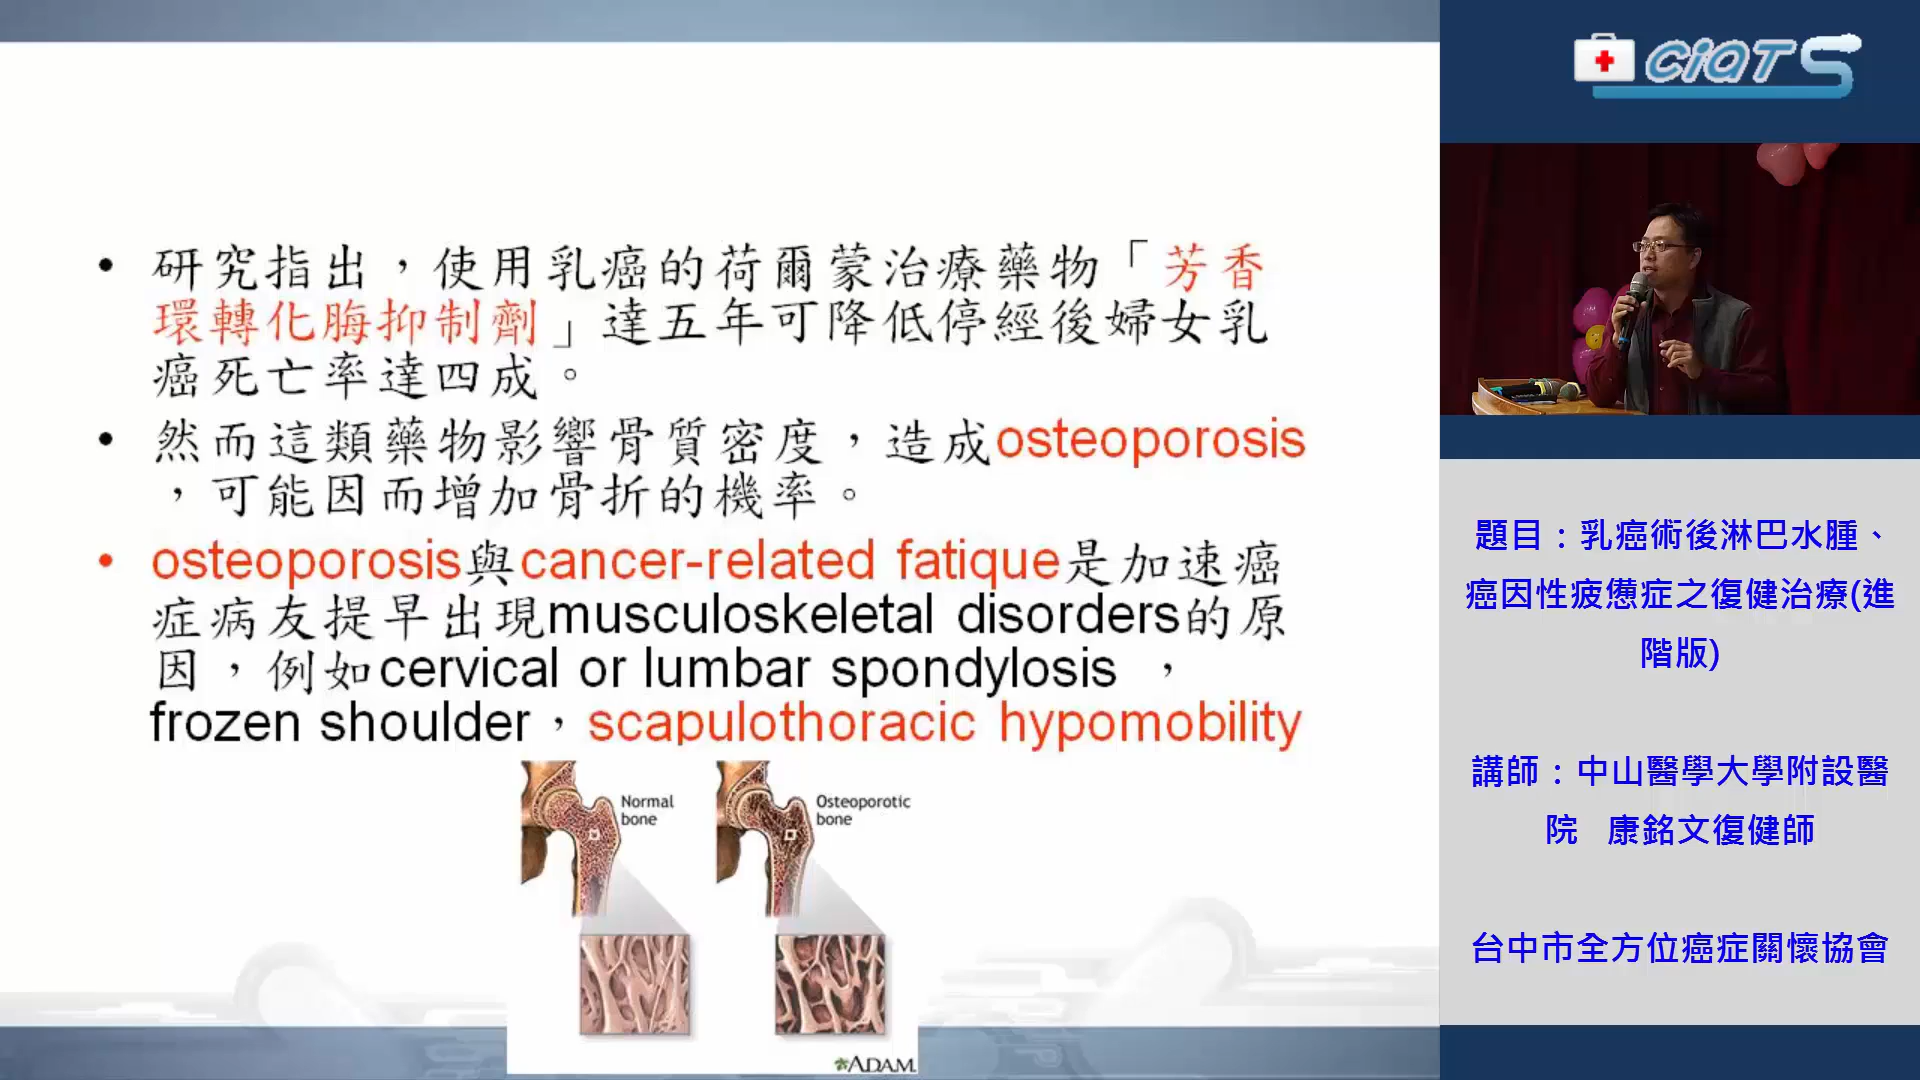 • 研究指出，使用乳癌的荷爾蒙治療藥物「芳香
環轉化脢抑制劑」達五年可降低停經後婦女乳
癌死亡率達四成。
• 然而這類藥物影響骨質密度，造成osteoporosis
，可能因而增加骨折的機率。
• osteoporosis與cancer-related fatique是加速癌
症病友提早出現musculoskeletal disorders的原
因，例如cervical or lumbar spondylosis ，
frozen shoulder，scapulothoracic hypomobility
Normal
bone
Osteoporotic
bone
ADAM.
CiaTS
題目：乳癌術後淋巴水腫、
癌因性疲憊症之復健治療(進
階版)
講師：中山醫學大學附設醫
院 康銘文復健師
台中市全方位癌症關懷協會